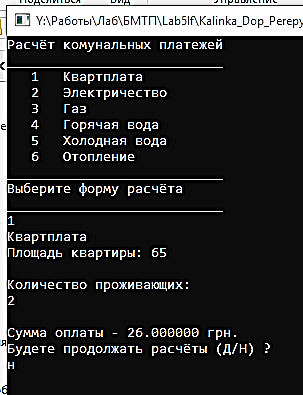 Y:\Работы\Лаб\БМТП\Lab5lf\Kalinka_Dop_Perepу
Расчёт комунальных платежей
1 Квартплата
2 Электричество
3 Газ
4 Горячая вода
5 Холодная вода
6 Отопление
Выберите форму расчёта
1
Квартплата
Площадь квартиры: 65
Количество проживающих:
2
Сумма оплаты - 26.000000 грн.
Будете продолжать расчёты (Д/Н) ?
н